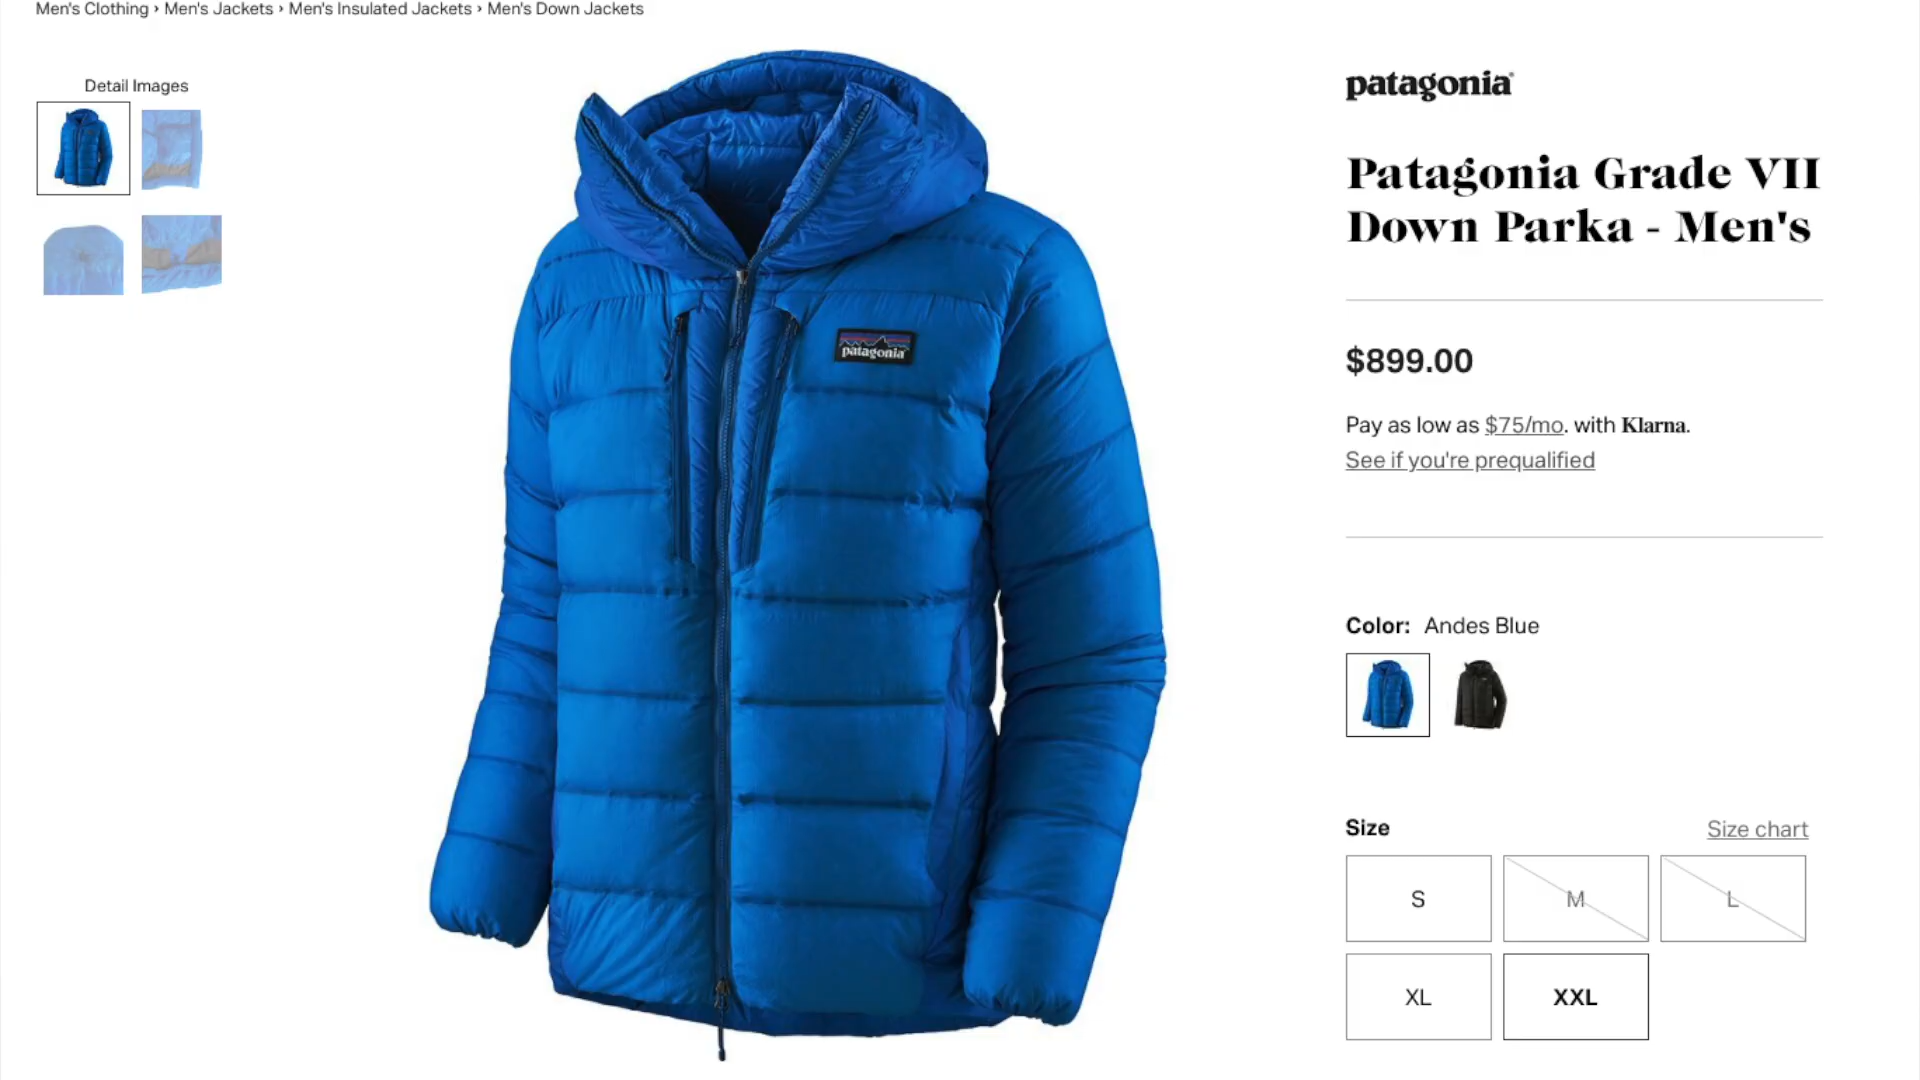 Men's Clothing › Men's Jackets › Men's Insulated Jackets › Men's Down Jackets
Detail Images
patagonia
patagonia®
Patagonia Grade VII
Down Parka - Men's
$899.00
Pay as low as $75/mo. with Klarna.
See if you're prequalified
Color: Andes Blue
Size
Size chart
S
M
L
XL
XXL